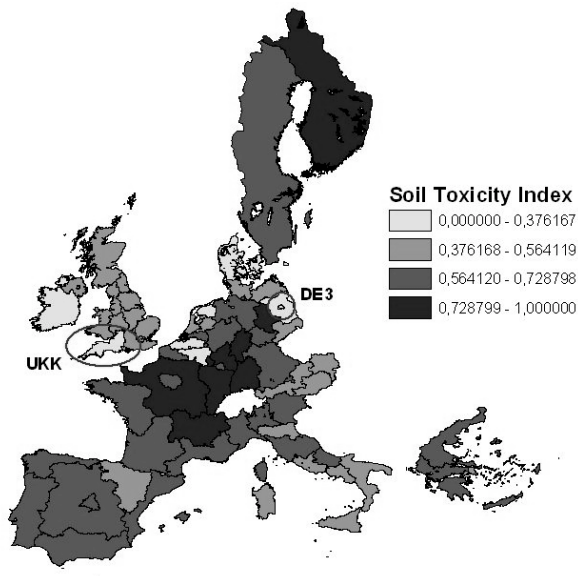 Soil Toxicity Index
0,000000 - 0,376167
0,376168 - 0,564119
0,564120 - 0,728798
0,728799 - 1,000000
DE3
UKK